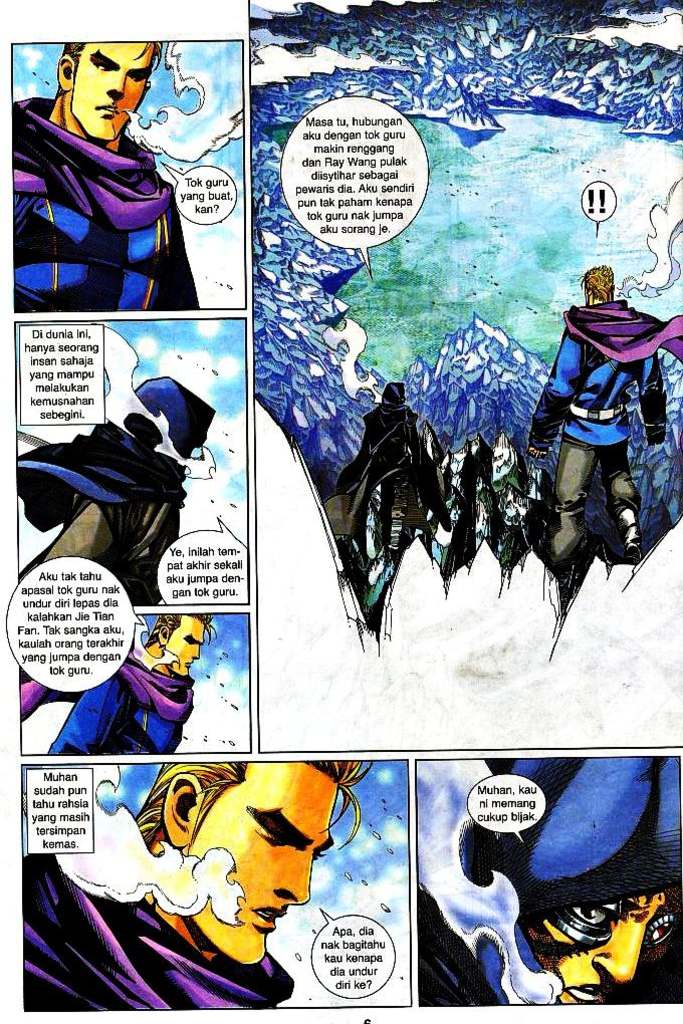 Tok guru
yang buat,
kan?
Di dunia Ini,
hanya seorang
insan sahaja
yang mampu
melakukan
kemusnahan
sebegini.
Ye, inilah tem-
pat akhir sekali
aku jumpa den-
gan tok guru.
Aku tak tahu
apasal tok guru nak
undur diri lepas dia
kalahkan Jie Tian
Fan. Tak sangka aku,
kaulah orang terakhir
yang jumpa dengan
tok guru.
Masa tu, hubungan
aku dengan tok guru
makin renggang
dan Ray Wang pulak
diisytihar sebagai
pewaris dia. Aku sendiri
pun tak paham kenapa
tok guru nak jumpa
aku sorang je.
!!
Muhan
sudah pun
tahu rahsia
yang masih
tersimpan
kemas.
Apa, dia
nak bagitahu
kau kenapa
dia undur
diri ke?
Muhan, kau
ni memang
cukup bijak.